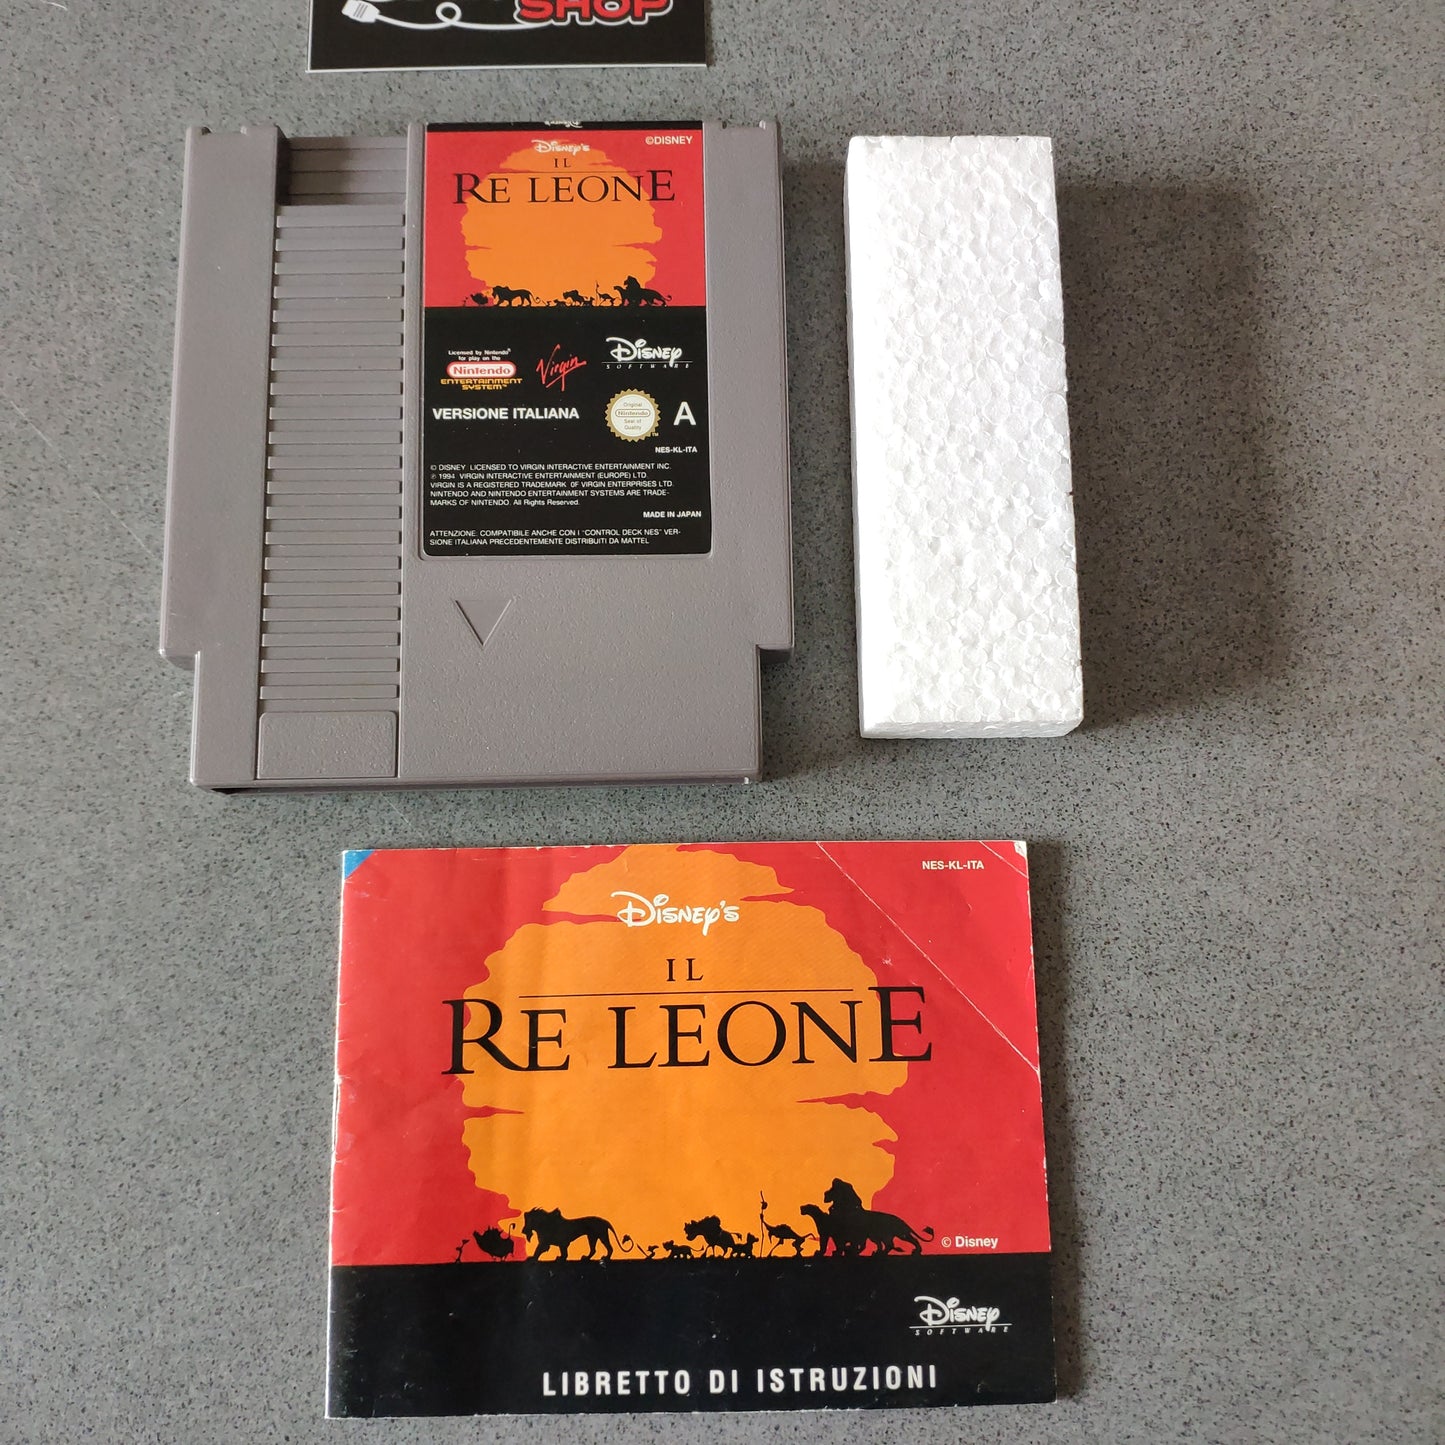 SHOP
DISNEY'S
©DISNEY
IL
RE LEONE
Licensed by Nintendo®
for play on the
Nintendo
ENTERTAINMENT
SYSTEM™
Virgin
DISNEY
SOFTWARE
VERSIONE ITALIANA
Original
Nintendo
Seal of
Quality
TM
A
NES-KL-ITA
© DISNEY LICENSED TO VIRGIN INTERACTIVE ENTERTAINMENT INC.
℗ 1994 VIRGIN INTERACTIVE ENTERTAINMENT (EUROPE) LTD.
VIRGIN IS A REGISTERED TRADEMARK OF VIRGIN ENTERPRISES LTD.
NINTENDO AND NINTENDO ENTERTAINMENT SYSTEMS ARE TRADE-
MARKS OF NINTENDO. All Rights Reserved.
MADE IN JAPAN
ATTENZIONE: COMPATIBILE ANCHE CON I "CONTROL DECK NES" VER-
SIONE ITALIANA PRECEDENTEMENTE DISTRIBUITI DA MATTEL
NES-KL-ITA
DISNEY'S
IL
RE LEONE
© Disney
DISNEY
SOFTWARE
LIBRETTO DI ISTRUZIONI